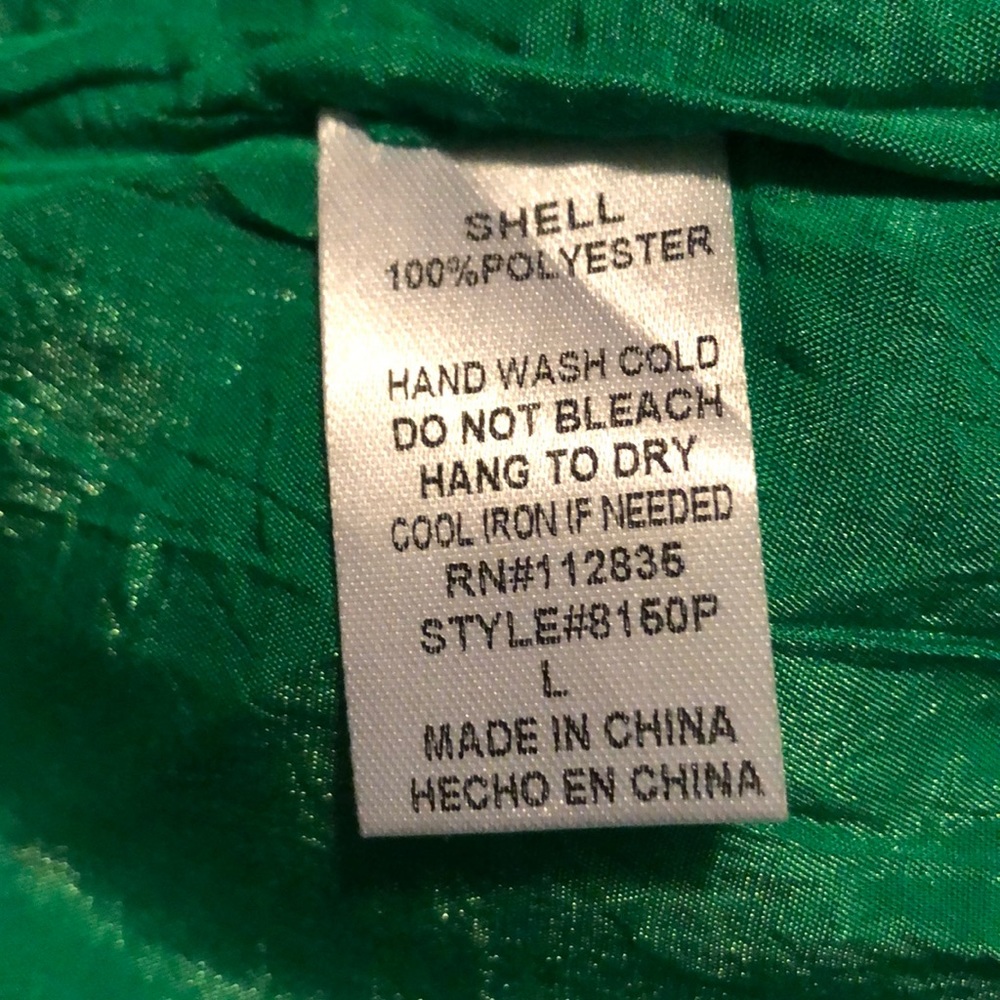 SHELL
100%POLYESTER
HAND WASH COLD
DO NOT BLEACH
HANG TO DRY
COOL IRON IF NEEDED
RN#112835
STYLE#8150P
L
MADE IN CHINA
HECHO EN CHINA